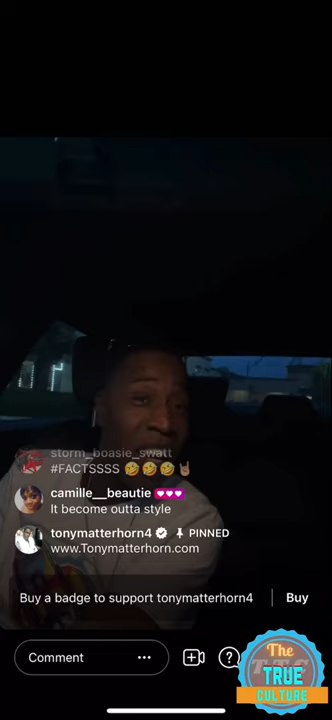 storm_boasie_swatt
#FACTSSSS 🤣🤣🤣🤘🏼
camille__beautie
It become outta style
tonymatterhorn4 PINNED
www.Tonymatterhorn.com
Buy a badge to support tonymatterhorn4 Buy
Comment
The
TRUE
CULTURE